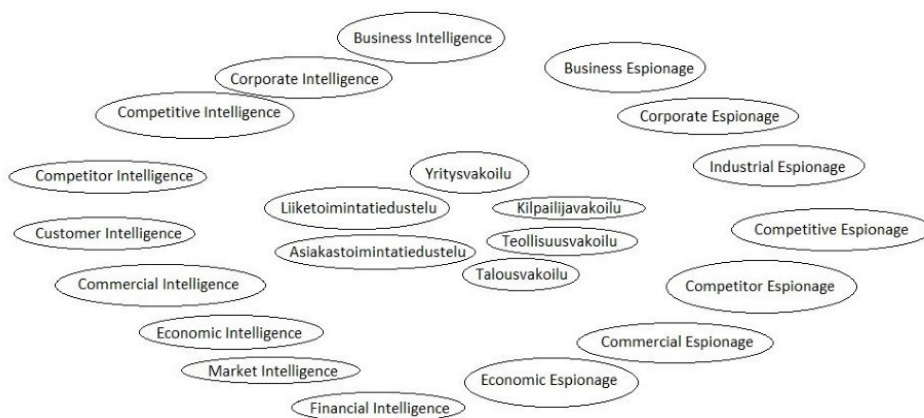 Business Intelligence
Business Espionage
Corporate Intelligence
Competitive Intelligence
Corporate Espionage
Industrial Espionage
Competitor Intelligence
Yritysvakoilu
Liiketoimintatiedustelu
Kilpailijavakoilu
Customer Intelligence
Competitive Espionage
Teollisuusvakoilu
Asiakastoimintatiedustelu
Talousvakoilu
Commercial Intelligence
Competitor Espionage
Economic Intelligence
Commercial Espionage
Market Intelligence
Economic Espionage
Financial Intelligence